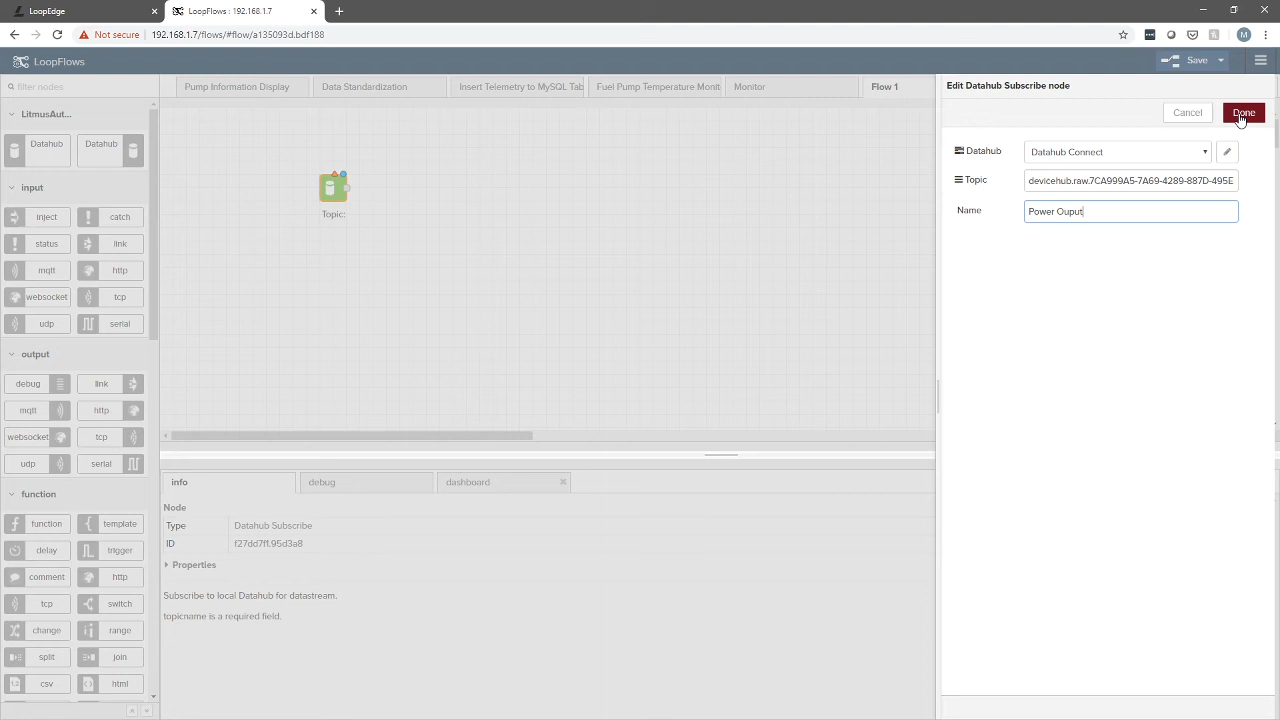 LoopEdge
LoopFlows : 192.168.1.7
Not secure
192.168.1.7/flows/#flow/a135093d.bdf188
M
LoopFlows
Save
filter nodes
Pump Information Display
Data Standardization
Insert Telemetry to MySQL Tab
Fuel Pump Temperature Monit
Monitor
Flow 1
LitmusAut...
Datahub
Datahub
input
inject
catch
status
link
mqtt
http
websocket
tcp
udp
serial
output
debug
link
mqtt
http
websocket
tcp
udp
serial
function
function
template
delay
trigger
comment
http
tcp
switch
change
range
split
join
csv
html
Topic:
info
debug
dashboard
Node
Type
Datahub Subscribe
ID
f27dd7ff.95d3a8
Properties
Subscribe to local Datahub for datastream.
topicname is a required field.
Edit Datahub Subscribe node
Cancel
Done
Datahub
Datahub Connect
Topic
devicehub.raw.7CA999A5-7A69-4289-887D-495E
Name
Power Ouput